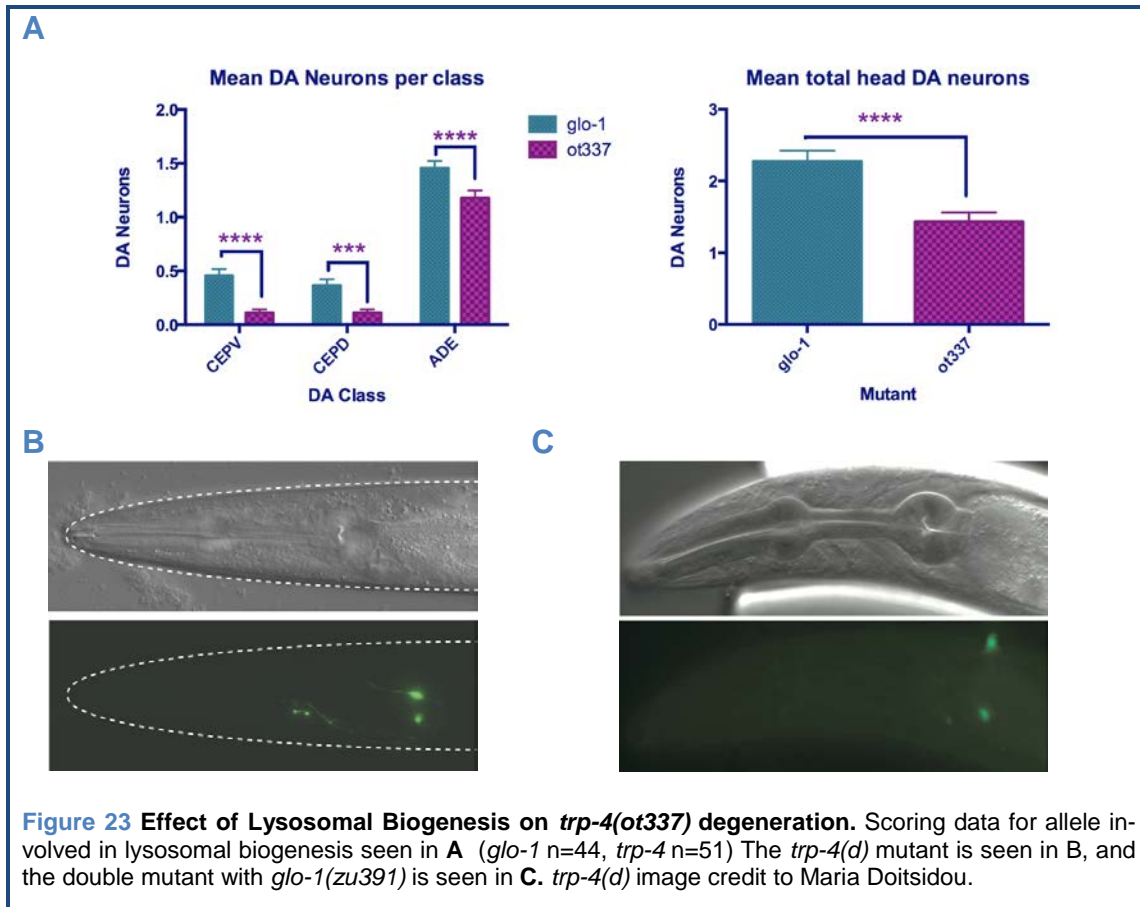 A
Mean DA Neurons per class
2.0
1.5
1.0
0.5
0.0
DA Neurons
****
***
****
CEPV
CEPD
ADE
DA Class
glo-1
ot337
Mean total head DA neurons
3
2
1
0
DA Neurons
****
glo-1
ot337
Mutant
B
C
Figure 23 Effect of Lysosomal Biogenesis on trp-4(ot337) degeneration. Scoring data for allele in-
volved in lysosomal biogenesis seen in A (glo-1 n=44, trp-4 n=51) The trp-4(d) mutant is seen in B, and
the double mutant with glo-1(zu391) is seen in C. trp-4(d) image credit to Maria Doitsidou.